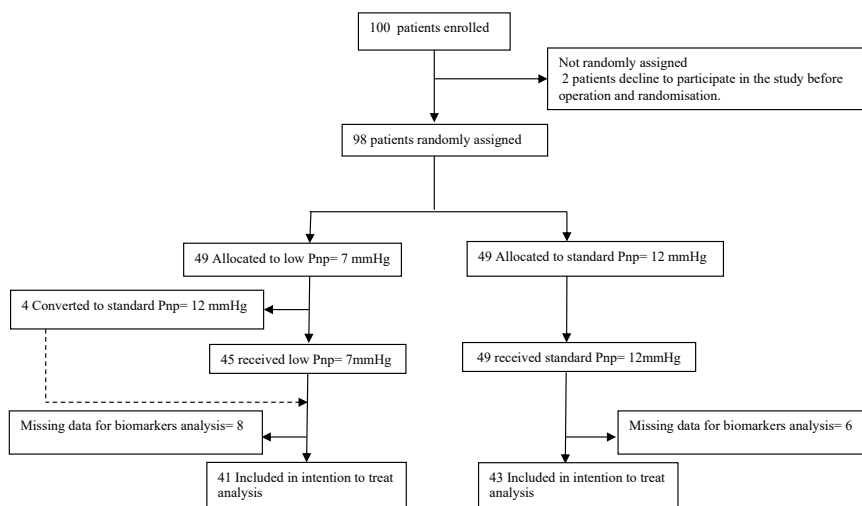 100 patients enrolled
Not randomly assigned
2 patients decline to participate in the study before
operation and randomisation.
98 patients randomly assigned
49 Allocated to low Pnp= 7 mmHg
49 Allocated to standard Pnp= 12 mmHg
4 Converted to standard Pnp= 12 mmHg
45 received low Pnp= 7mmHg
49 received standard Pnp= 12mmHg
Missing data for biomarkers analysis= 8
Missing data for biomarkers analysis= 6
41 Included in intention to treat
analysis
43 Included in intention to treat
analysis